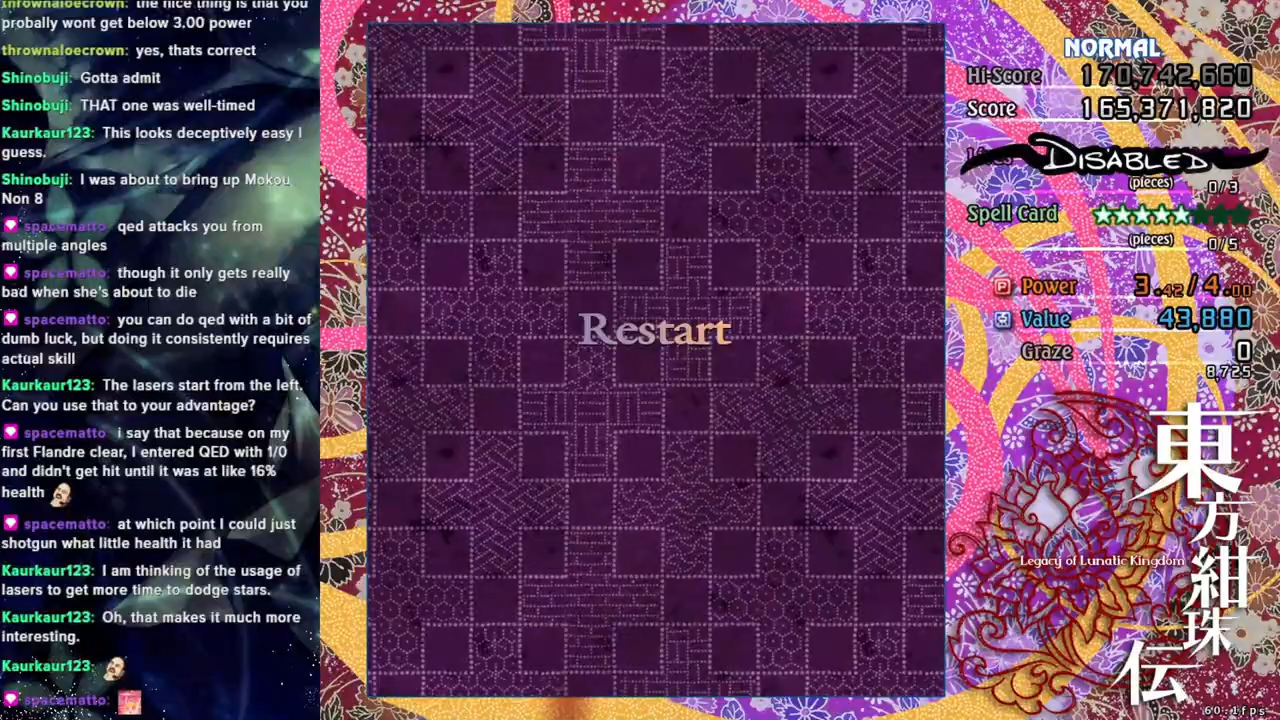 thrownaloecrown: the nice thing is that you
probally wont get below 3.00 power
thrownaloecrown: yes, thats correct
Shinobuji: Gotta admit
Shinobuji: THAT one was well-timed
Kaurkaur123: This looks deceptively easy I
guess.
Shinobuji: I was about to bring up Mokou
Non 8
spacematto: qed attacks you from
multiple angles
spacematto: though it only gets really
bad when she's about to die
spacematto: you can do qed with a bit of
dumb luck, but doing it consistently requires
actual skill
Kaurkaur123: The lasers start from the left.
Can you use that to your advantage?
spacematto: i say that because on my
first Flandre clear, I entered QED with 1/0
and didn't get hit until it was at like 16%
health
spacematto: at which point I could just
shotgun what little health it had
Kaurkaur123: I am thinking of the usage of
lasers to get more time to dodge stars.
Kaurkaur123: Oh, that makes it much more
interesting.
Kaurkaur123:
spacematto:
Restart
NORMAL
Hi-Score 170,742,660
Score 165,371,820
DISABLED
(pieces) 0/3
Spell Card
(pieces) 0/5
P Power 3.42/4.00
Value 43,880
Graze 0
8,725
東方紺珠伝
Legacy of Lunatic Kingdom
60.1fps